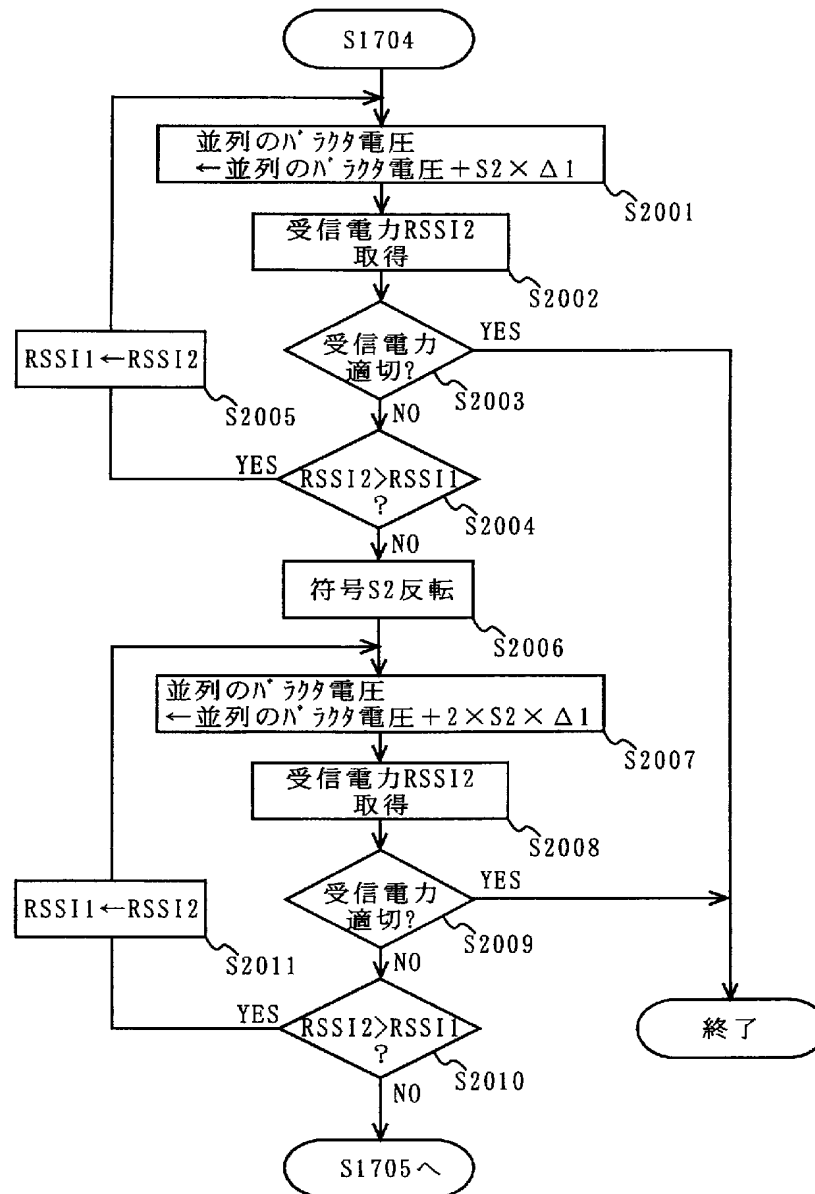 S1704
並列のバラクタ電圧
←並列のバラクタ電圧+S2×Δ1
S2001
受信電力RSSI2
取得
S2002
YES
受信電力
適切?
RSSI1←RSSI2
S2003
S2005
NO
YES
RSSI2>RSSI1
?
S2004
NO
符号S2反転
S2006
並列のバラクタ電圧
←並列のバラクタ電圧+2×S2×Δ1
S2007
受信電力RSSI2
取得
S2008
YES
受信電力
適切?
RSSI1←RSSI2
S2009
S2011
NO
YES
RSSI2>RSSI1
?
終了
S2010
NO
S1705へ